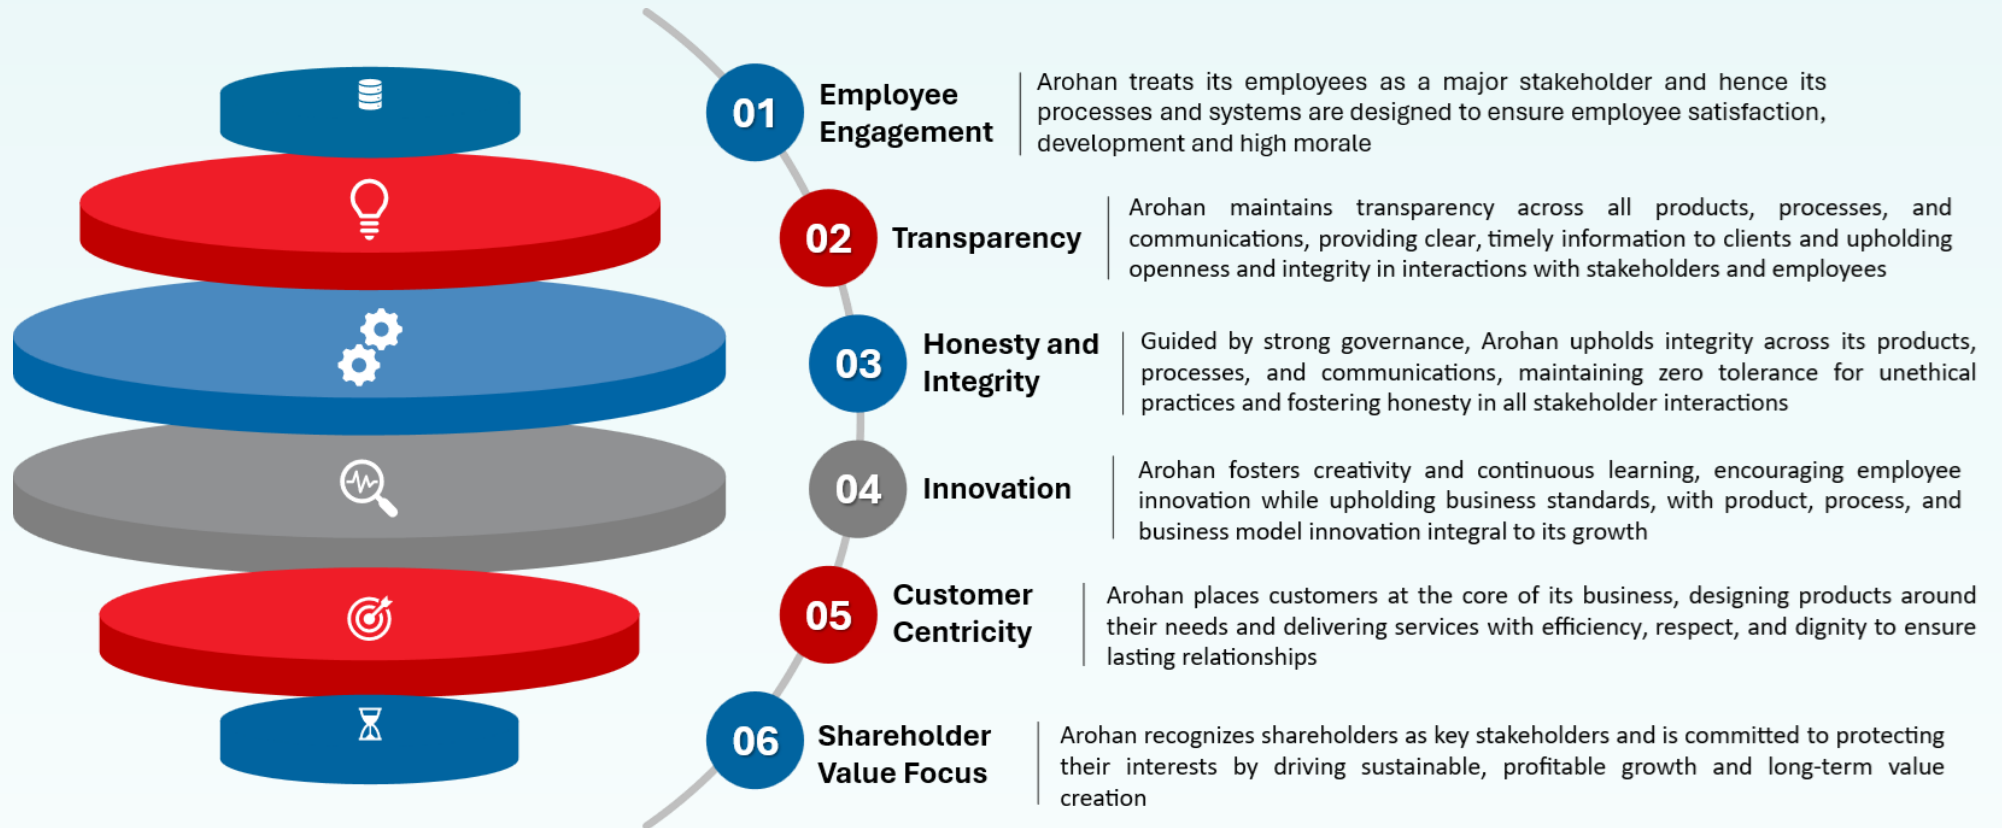 01
Employee
Engagement
Arohan treats its employees as a major stakeholder and hence its
processes and systems are designed to ensure employee satisfaction,
development and high morale
02
Transparency
Arohan maintains transparency across all products, processes, and
communications, providing clear, timely information to clients and upholding
openness and integrity in interactions with stakeholders and employees
03
Honesty and
Integrity
Guided by strong governance, Arohan upholds integrity across its products,
processes, and communications, maintaining zero tolerance for unethical
practices and fostering honesty in all stakeholder interactions
04
Innovation
Arohan fosters creativity and continuous learning, encouraging employee
innovation while upholding business standards, with product, process, and
business model innovation integral to its growth
05
Customer
Centricity
Arohan places customers at the core of its business, designing products around
their needs and delivering services with efficiency, respect, and dignity to ensure
lasting relationships
06
Shareholder
Value Focus
Arohan recognizes shareholders as key stakeholders and is committed to protecting
their interests by driving sustainable, profitable growth and long-term value
creation